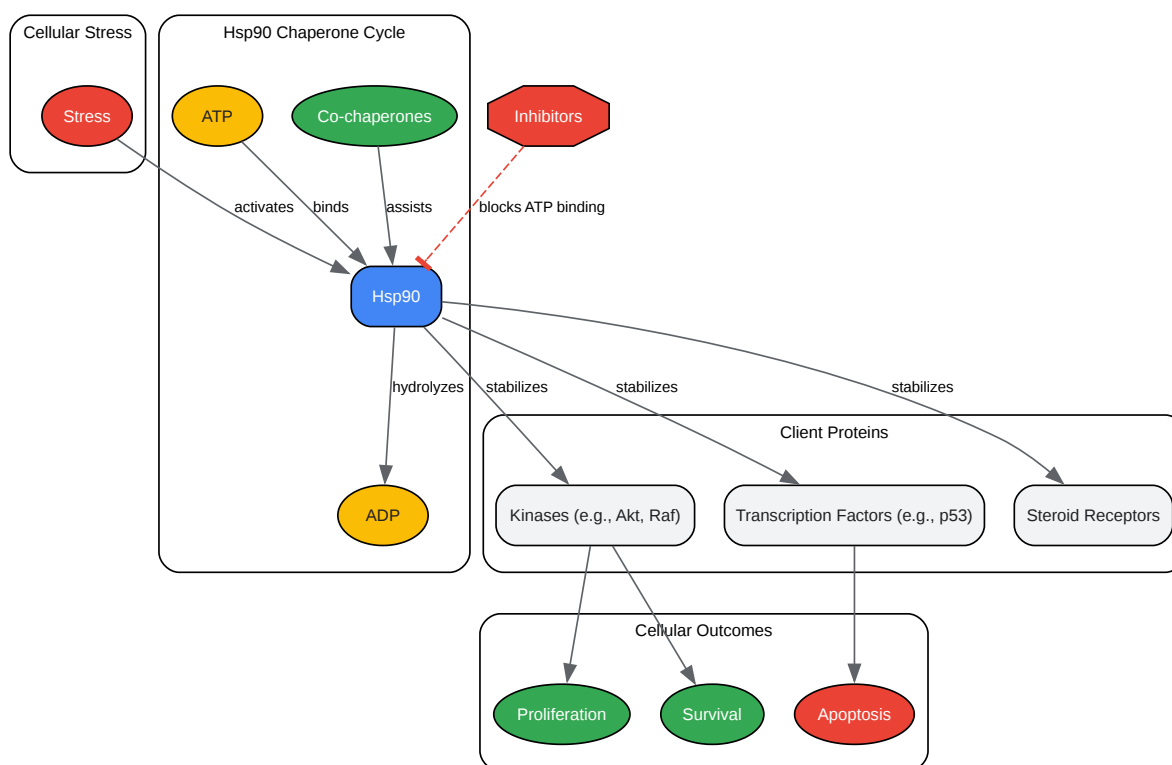 Cellular Stress
Hsp90 Chaperone Cycle
Stress
ATP
Co-chaperones
Inhibitors
activates
binds
assists
blocks ATP binding
Hsp90
hydrolyzes
stabilizes
stabilizes
stabilizes
Client Proteins
ADP
Kinases (e.g., Akt, Raf)
Transcription Factors (e.g., p53)
Steroid Receptors
Cellular Outcomes
Proliferation
Survival
Apoptosis